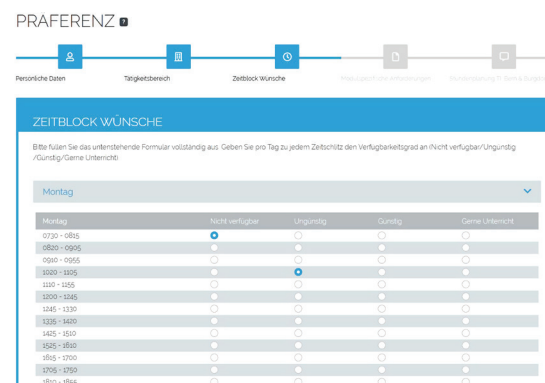 PRÄFERENZ ?
Persönliche Daten
Tätigkeitsbereich
Zeitblock Wünsche
ZEITBLOCK WÜNSCHE
Bitte füllen Sie das untenstehende Formular vollständig aus. Geben Sie pro Tag zu jedem Zeitschlitz den Verfügbarkeitsgrad an (Nicht verfügbar/Ungünstig
/Günstig/Gerne Unterricht)
Montag
Montag Nicht verfügbar Ungünstig Günstig Gerne Unterricht
0730 - 0815
0820 - 0905
0910 - 0955
1020 - 1105
1110 - 1155
1200 - 1245
1245 - 1330
1335 - 1420
1425 - 1510
1525 - 1610
1615 - 1700
1705 - 1750
1810 - 1855